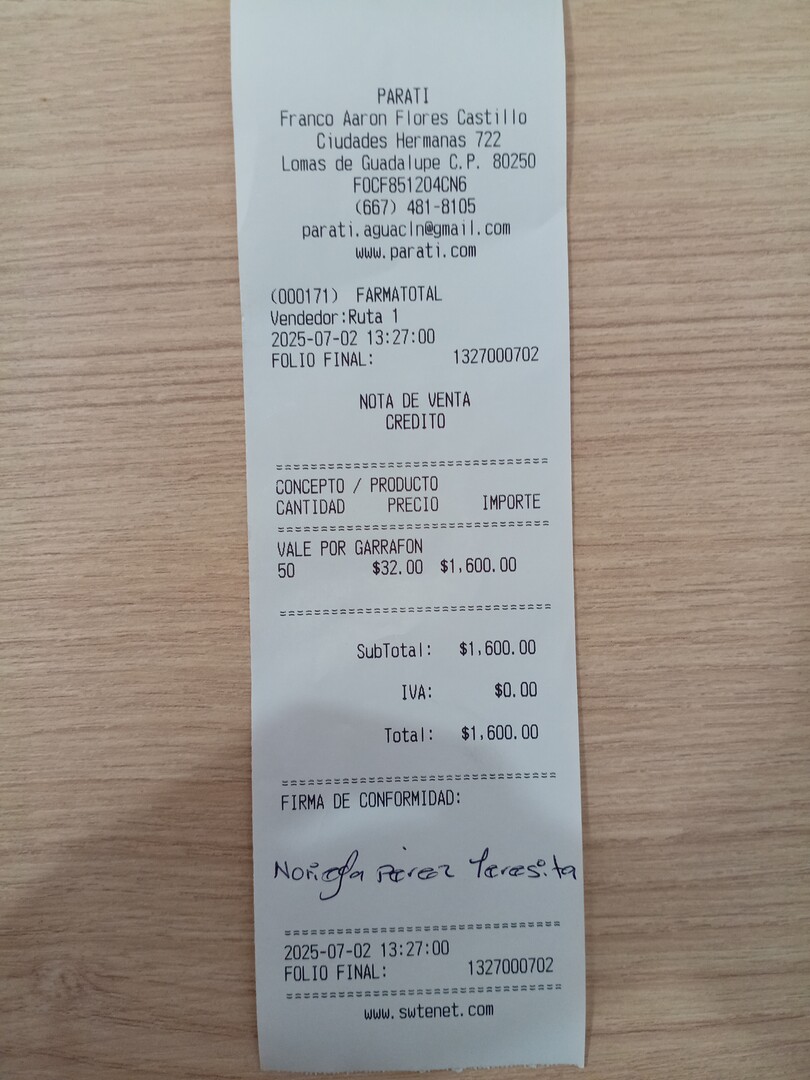 PARATI
Franco Aaron Flores Castillo
Ciudades Hermanas 722
Lomas de Guadalupe C.P. 80250
FOCF851204CN6
(667) 481-8105
parati.aguacln@gmail.com
www.parati.com
(000171) FARMATOTAL
Vendedor:Ruta 1
2025-07-02 13:27:00
FOLIO FINAL: 1327000702
NOTA DE VENTA
CREDITO
==============================
CONCEPTO / PRODUCTO
CANTIDAD PRECIO IMPORTE
==============================
VALE POR GARRAFON
50 $32.00 $1,600.00
==============================
SubTotal: $1,600.00
IVA: $0.00
Total: $1,600.00
==============================
FIRMA DE CONFORMIDAD:
Noriega Pérez Teresita
==============================
2025-07-02 13:27:00
FOLIO FINAL: 1327000702
==============================
www.swtenet.com